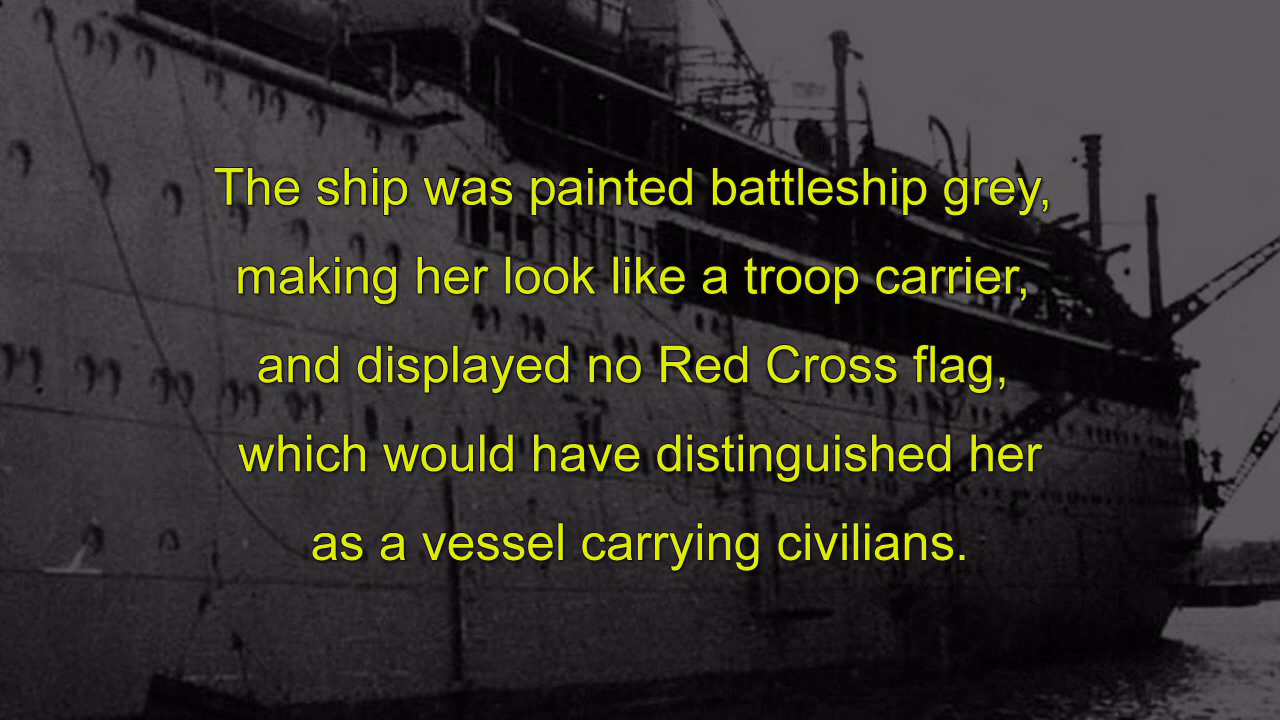 The ship was painted battleship grey,
making her look like a troop carrier,
and displayed no Red Cross flag,
which would have distinguished her
as a vessel carrying civilians.